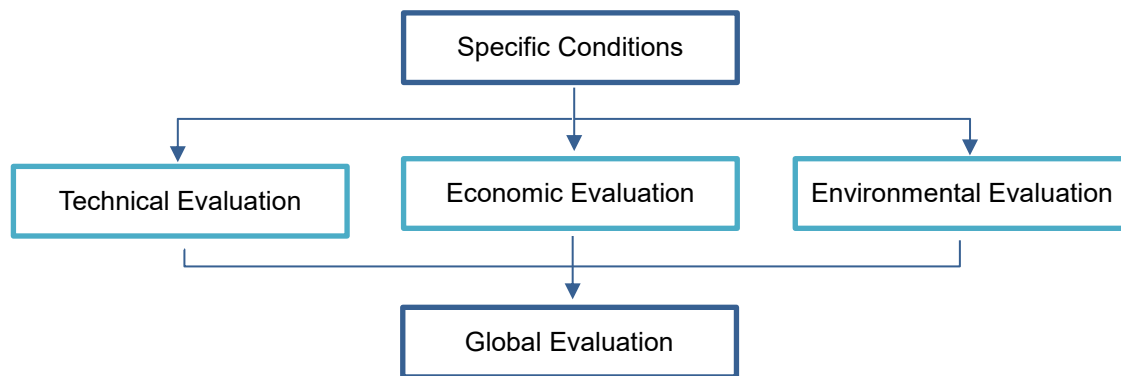 Specific Conditions
Technical Evaluation
Economic Evaluation
Environmental Evaluation
Global Evaluation